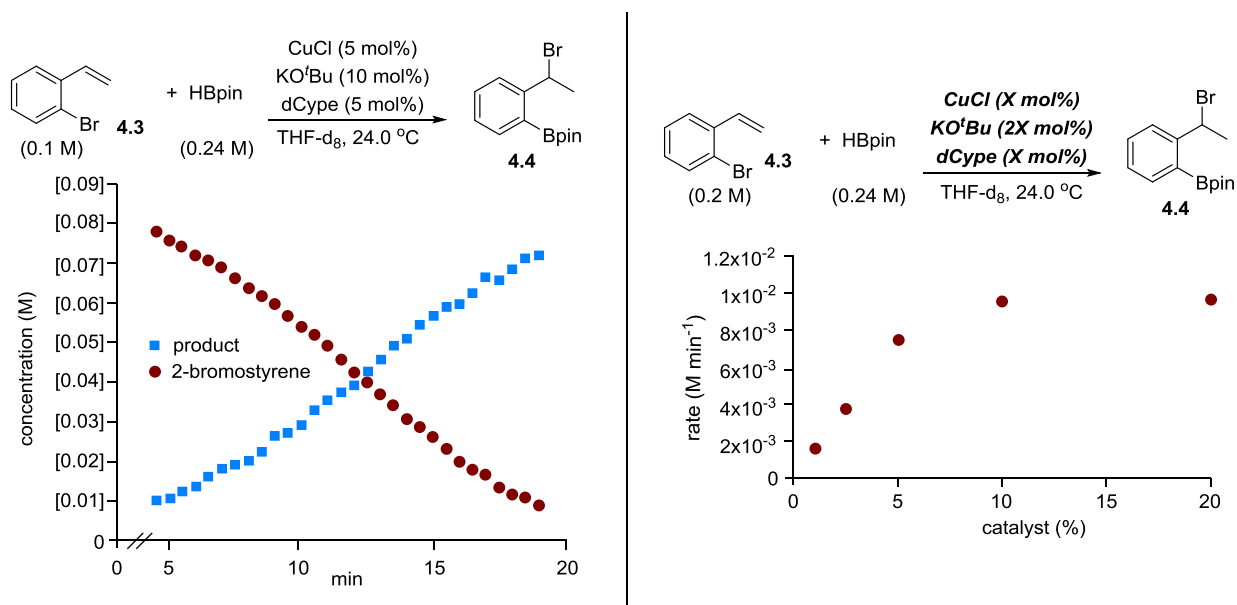 CuCl (5 mol%)
KOᵗBu (10 mol%)
dCype (5 mol%)
THF-d₈, 24.0 °C
Br
4.3
(0.1 M)
+ HBpin
(0.24 M)
Br
Bpin
4.4
[0.09]
[0.08]
[0.07]
[0.06]
[0.05]
[0.04]
[0.03]
[0.02]
[0.01]
0
concentration (M)
product
2-bromostyrene
0
5
10
15
20
min
CuCl (X mol%)
KOᵗBu (2X mol%)
dCype (X mol%)
THF-d₈, 24.0 °C
Br
4.3
(0.2 M)
+ HBpin
(0.24 M)
Br
Bpin
4.4
1.2x10⁻²
1x10⁻²
8x10⁻³
6x10⁻³
4x10⁻³
2x10⁻³
0
rate (M min⁻¹)
0
5
10
15
20
catalyst (%)